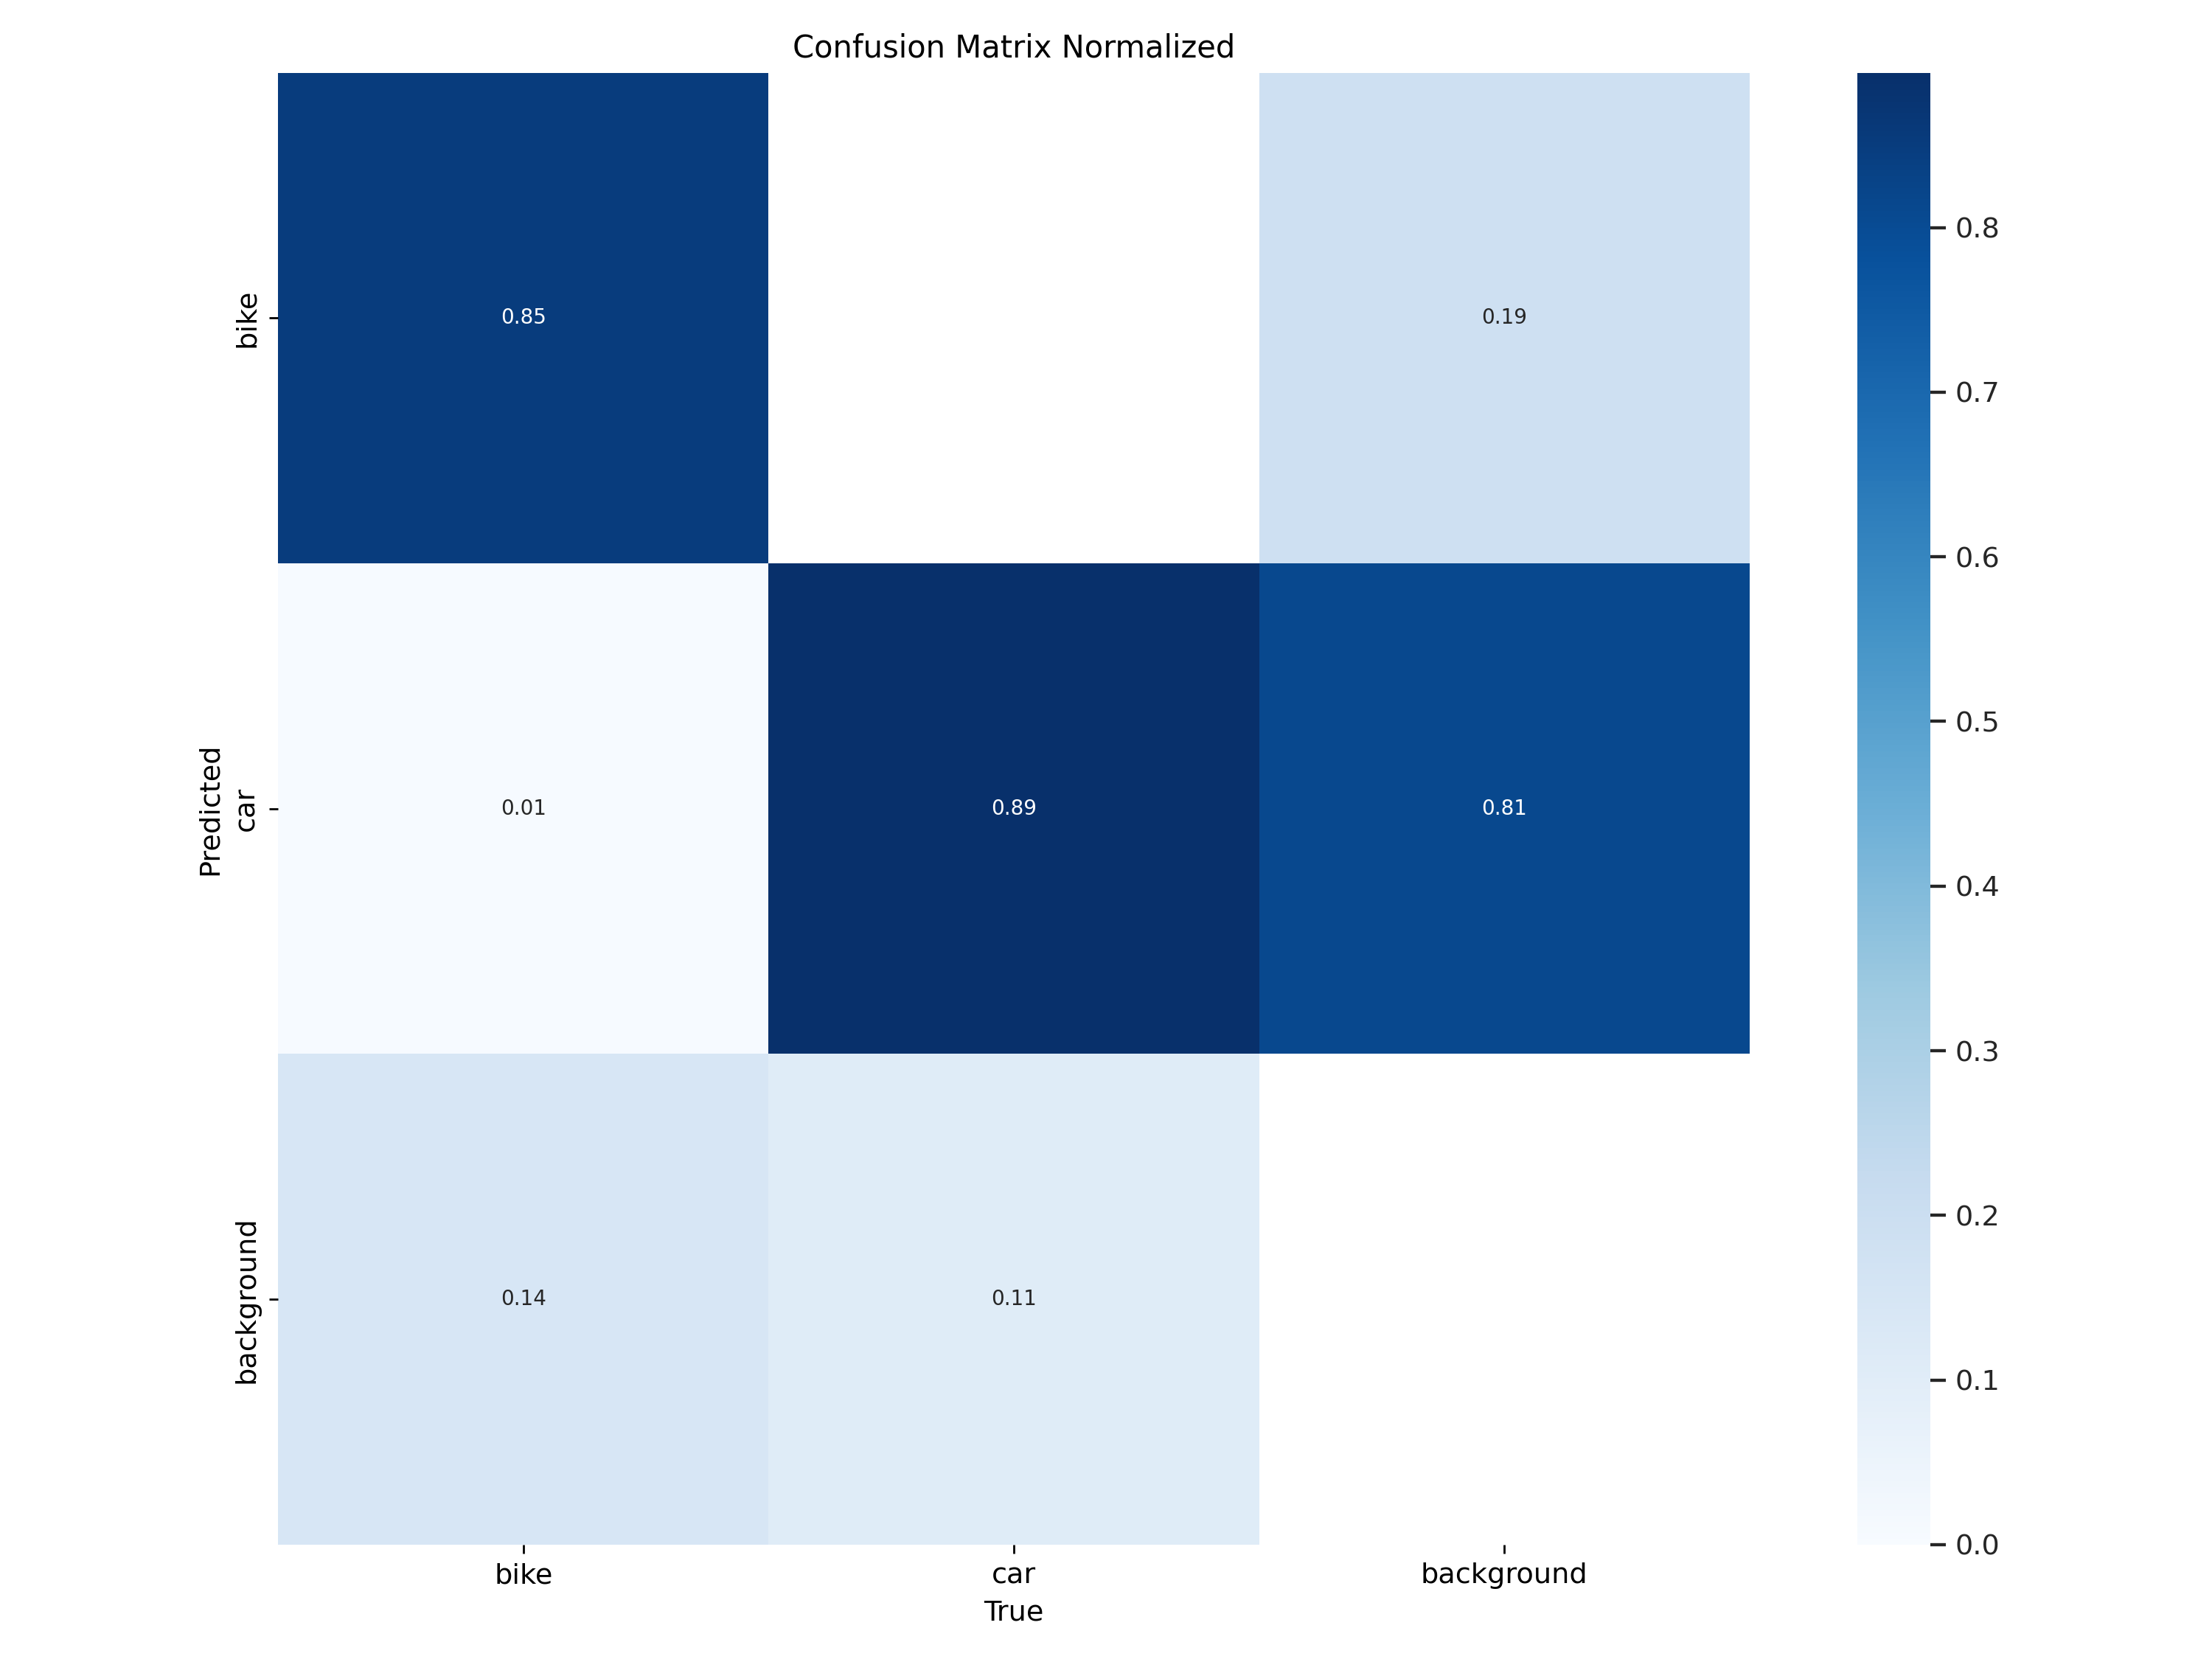 Confusion Matrix Normalized
bike
0.85
0.19
0.8
0.7
0.6
0.5
Predicted
car
0.01
0.89
0.81
0.4
0.3
0.2
background
0.14
0.11
0.1
0.0
bike
car
background
True